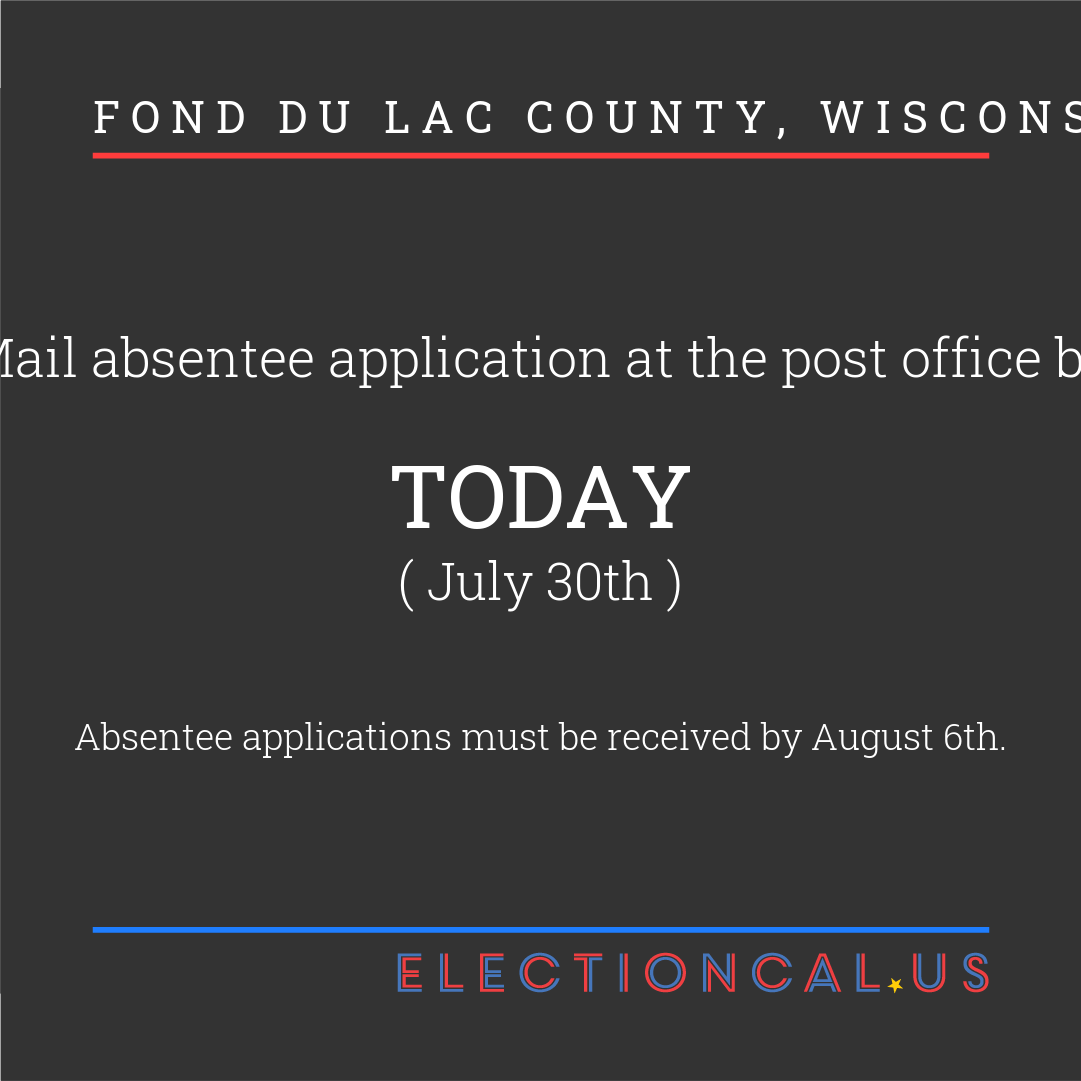 FOND DU LAC COUNTY, WISCONS
Mail absentee application at the post office b
TODAY
( July 30th )
Absentee applications must be received by August 6th.
ELECTIONCAL.US